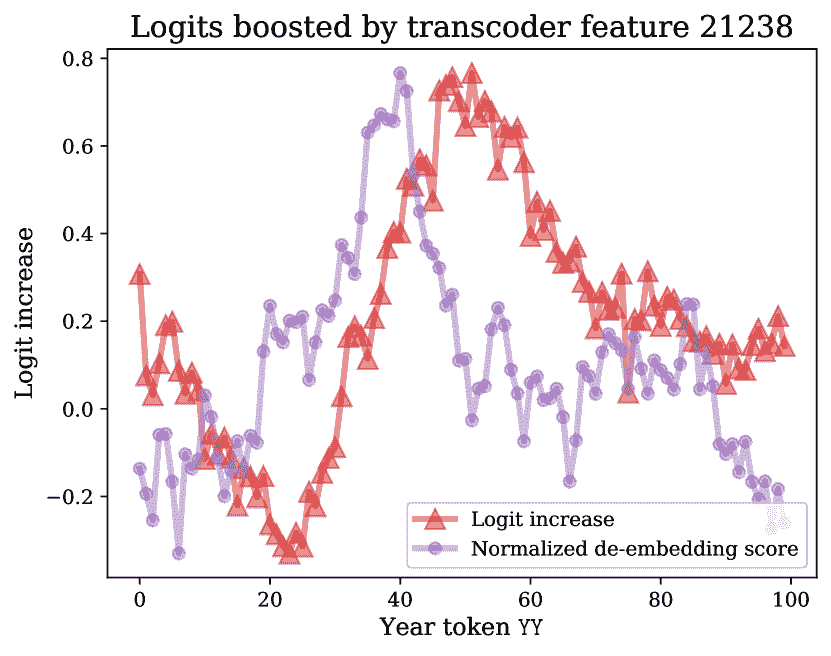 Logits boosted by transcoder feature 21238
Logit increase
0.8
0.6
0.4
0.2
0.0
−0.2
0
20
40
60
80
100
Year token YY
Logit increase
Normalized de-embedding score